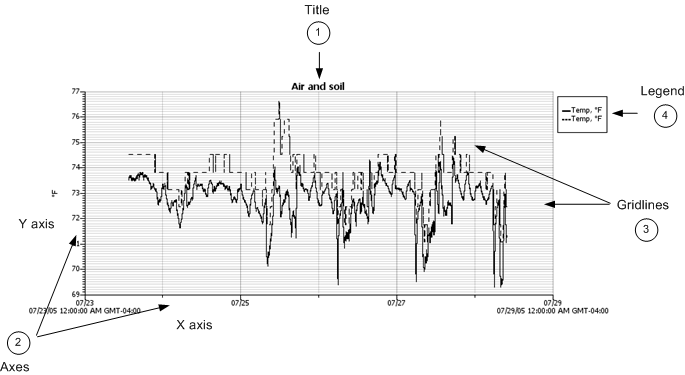 Title
1
Air and soil
77
76
75
74
73
72
71
70
69
°F
Y axis
07/23
07/25
07/27
07/29
07/23/05 12:00:00 AM GMT-04:00
07/29/05 12:00:00 AM GMT-04:00
X axis
2
Axes
Legend
4
Temp, °F
Temp, °F
Gridlines
3